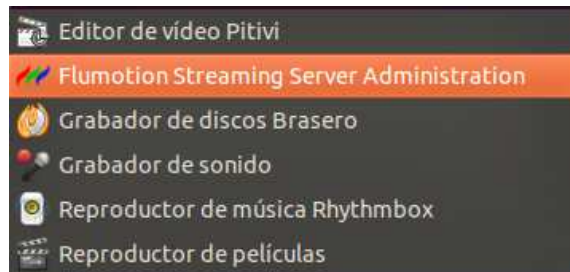 Editor de vídeo Pitivi
Flumotion Streaming Server Administration
Grabador de discos Brasero
Grabador de sonido
Reproductor de música Rhythmbox
Reproductor de películas